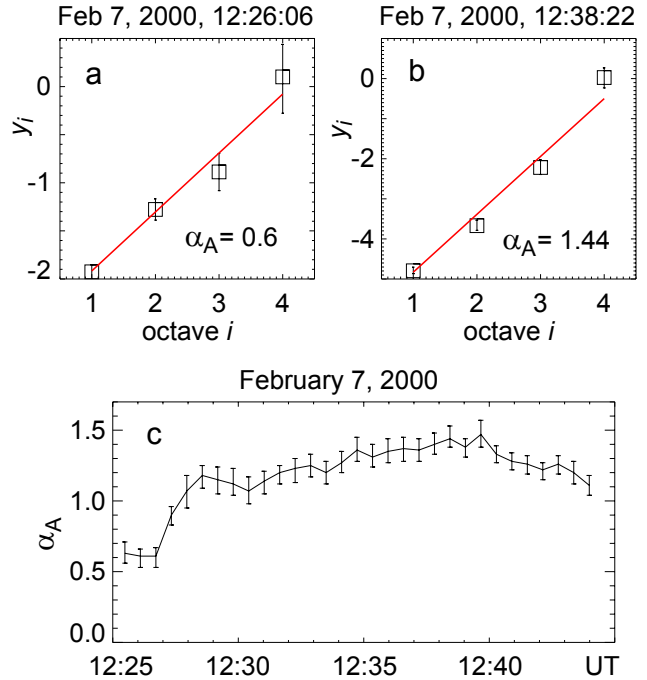 Feb 7, 2000, 12:26:06
a
y_i
0
-1
-2
α_A = 0.6
1 2 3 4
octave i
Feb 7, 2000, 12:38:22
b
y_i
0
-2
-4
α_A = 1.44
1 2 3 4
octave i
February 7, 2000
c
α_A
1.5
1.0
0.5
0.0
12:25 12:30 12:35 12:40 UT